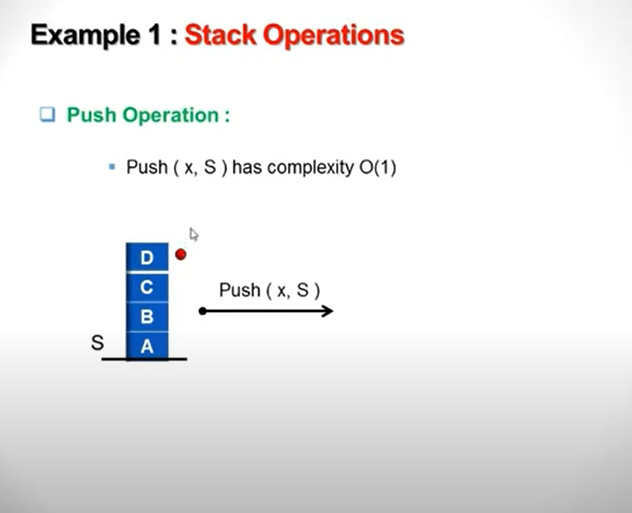 Example 1 : Stack Operations
Push Operation :
Push ( x, S ) has complexity O(1)
D
C
B
A
S
Push ( x, S )